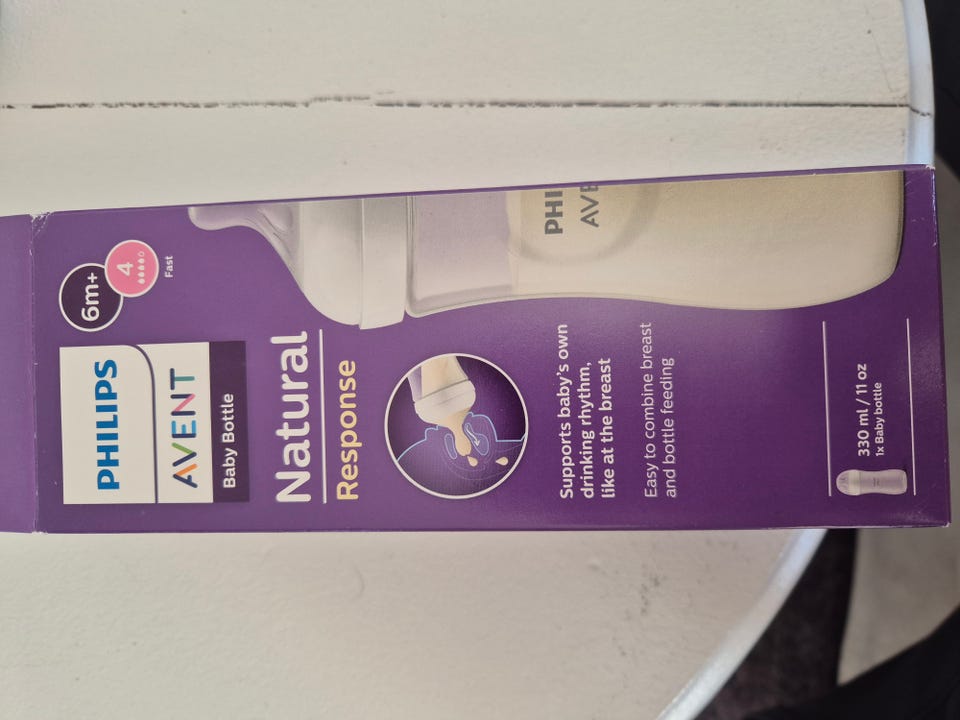 6m+
4
Fast
PHILIPS
AVENT
Baby Bottle
Natural
Response
PHI
AVE
Supports baby's own
drinking rhythm,
like at the breast
Easy to combine breast
and bottle feeding
330 ml / 11 oz
1x Baby bottle